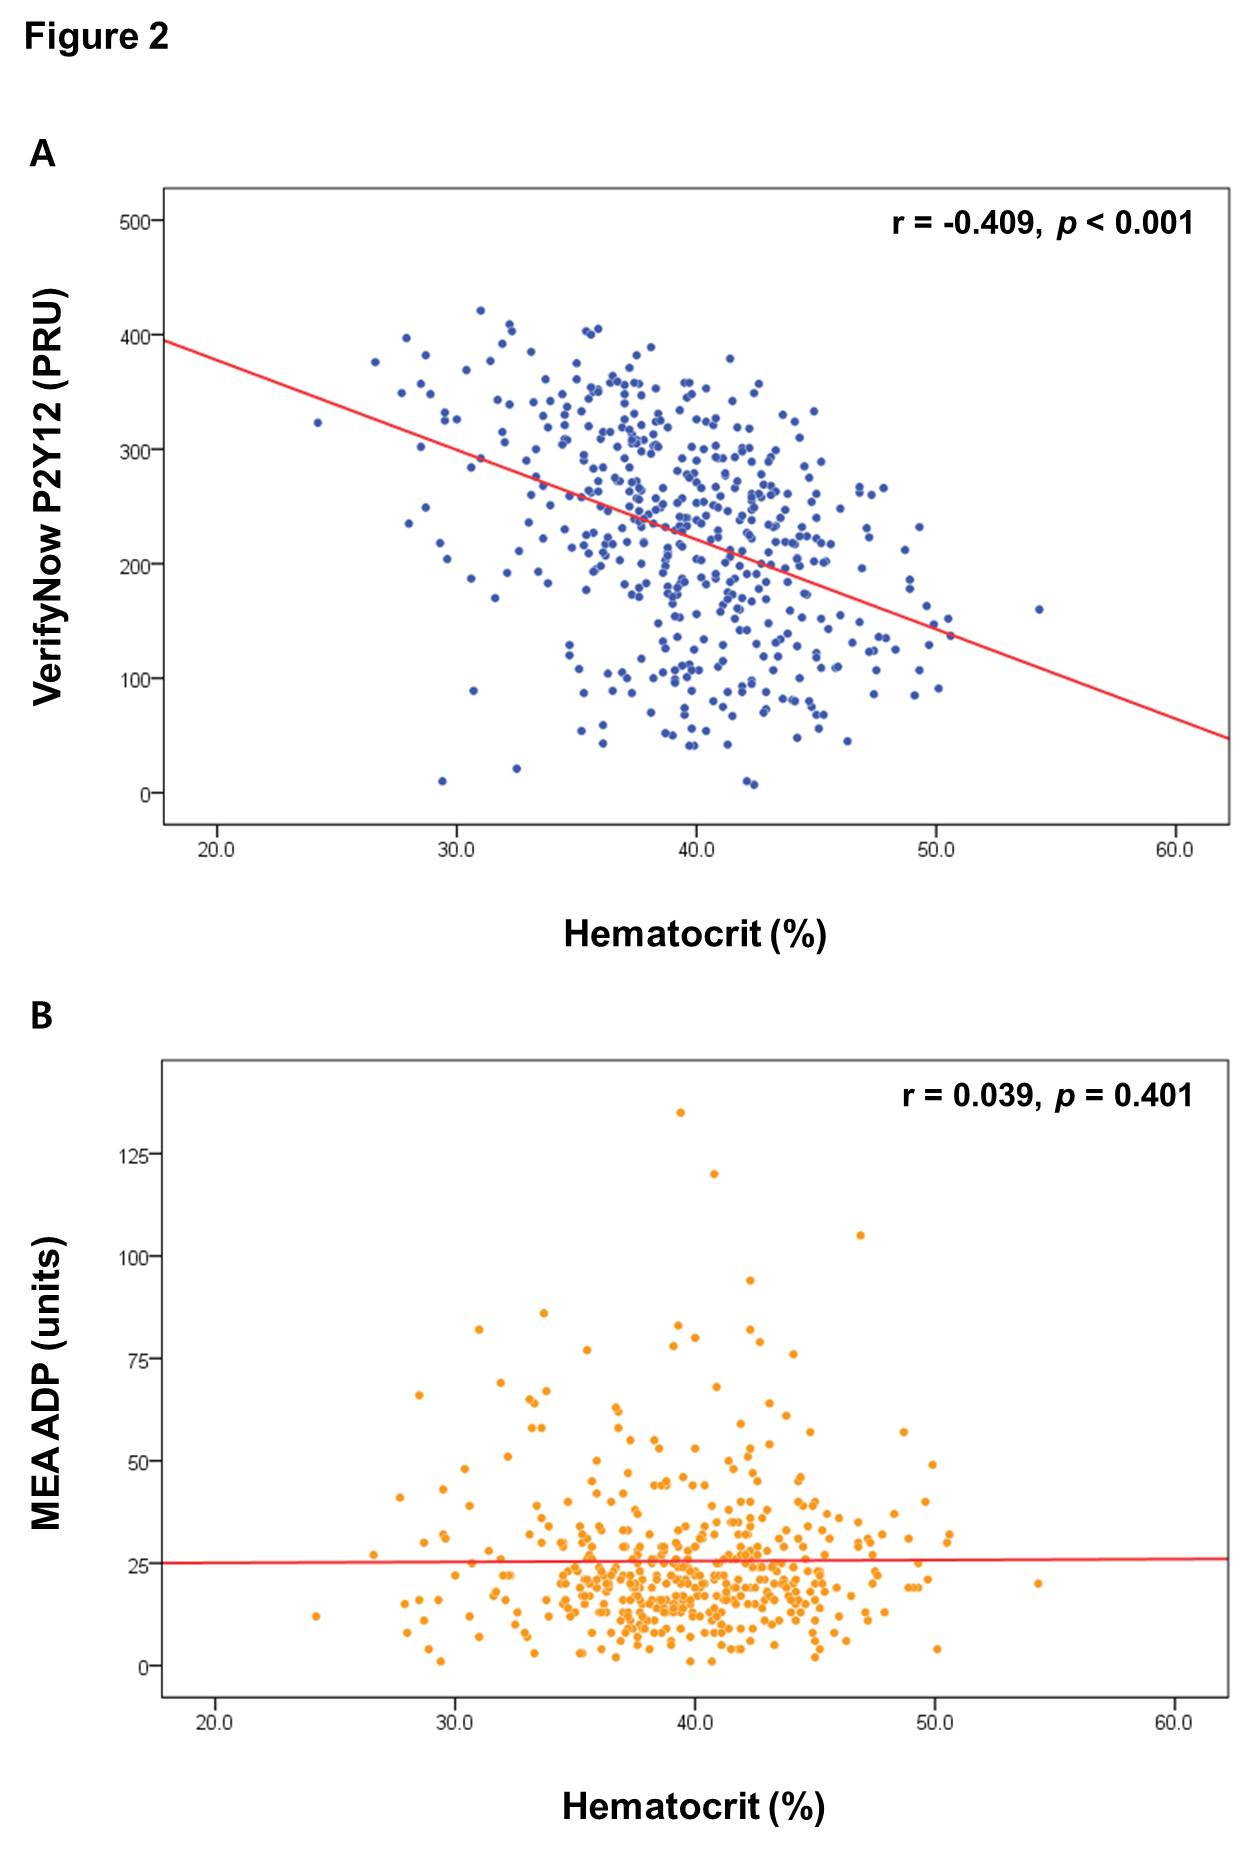 Figure 2
A
r = -0.409, p < 0.001
VerifyNow P2Y12 (PRU)
500
400
300
200
100
0
20.0 30.0 40.0 50.0 60.0
Hematocrit (%)
B
r = 0.039, p = 0.401
MEA ADP (units)
125
100
75
50
25
0
20.0 30.0 40.0 50.0 60.0
Hematocrit (%)